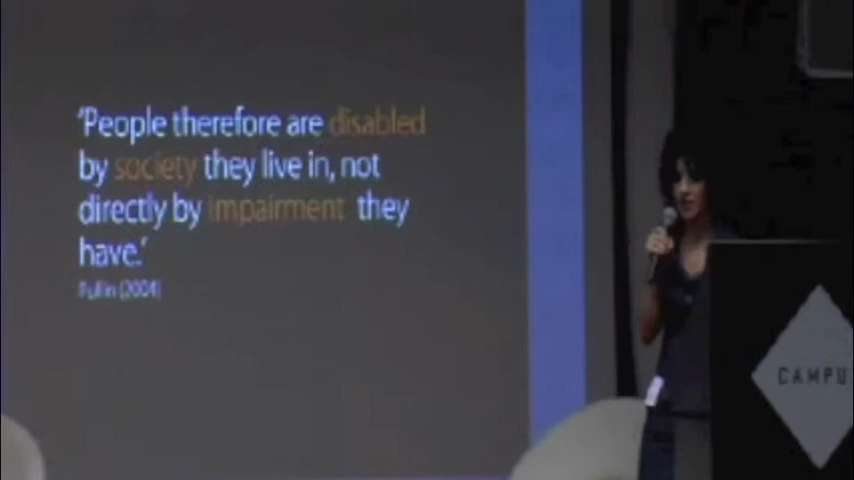 'People therefore are disabled
by society they live in, not
directly by impairment they
have.'
Pullin (2004)
CAMPU